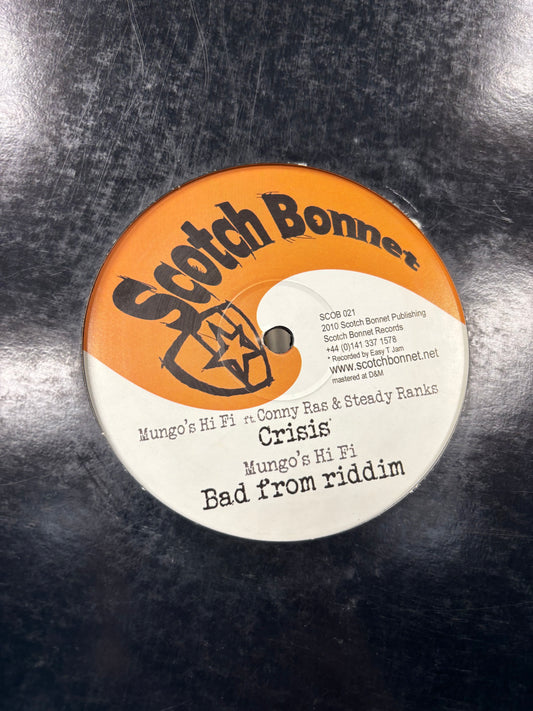 Scotch Bonnet
SCOB 021
2010 Scotch Bonnet Publishing
Scotch Bonnet Records
+44 (0)141 337 1578
* Recorded by Easy T Jam
www.scotchbonnet.net
mastered at D&M
Mungo's Hi Fi ft Conny Ras & Steady Ranks
Crisis*
Mungo's Hi Fi
Bad from riddim